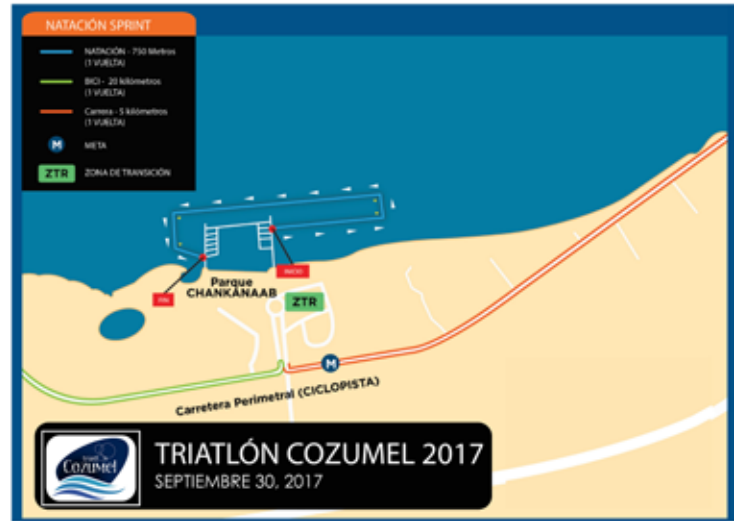 NATACIÓN SPRINT
NATACIÓN - 750 Metros
(1 VUELTA)
BICI - 20 kilómetros
(1 VUELTA)
Carrera - 5 kilómetros
(1 VUELTA)
M META
ZTR ZONA DE TRANSICIÓN
INICIO
FIN
Parque
CHANKANAAB
ZTR
M
Carretera Perimetral (CICLOPISTA)
COZUMEL
TRIATLÓN COZUMEL 2017
SEPTIEMBRE 30, 2017